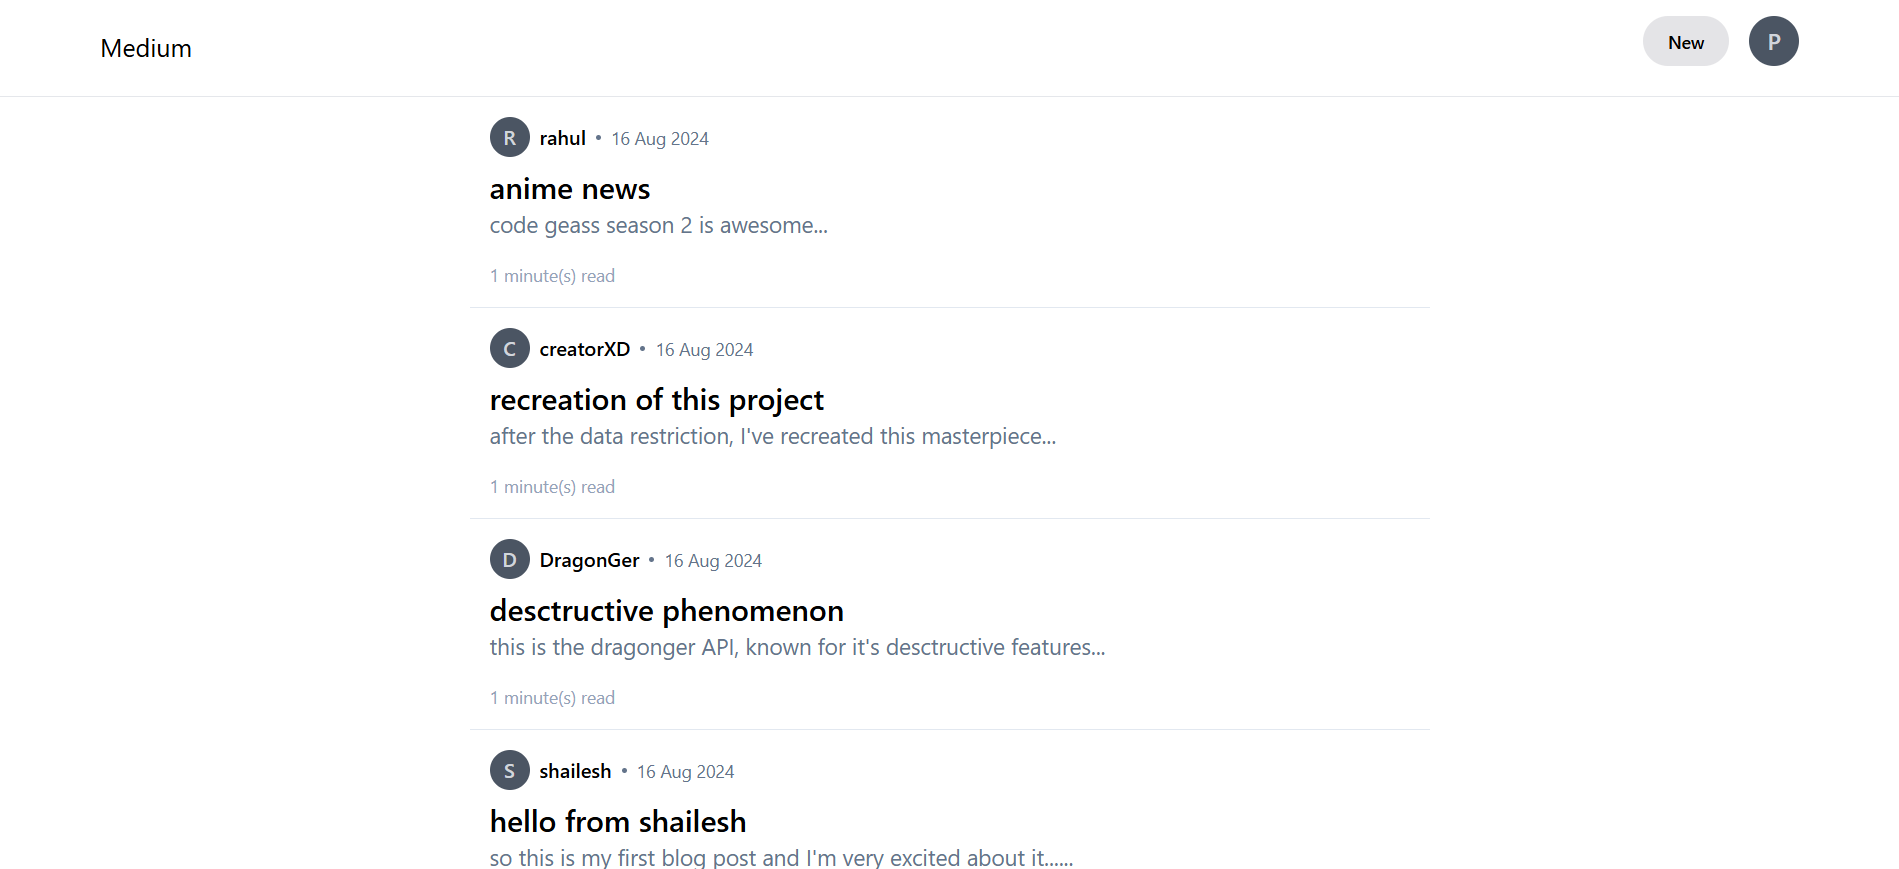 Medium
New
P
R rahul • 16 Aug 2024
anime news
code geass season 2 is awesome...
1 minute(s) read
C creatorXD • 16 Aug 2024
recreation of this project
after the data restriction, I've recreated this masterpiece...
1 minute(s) read
D DragonGer • 16 Aug 2024
desctructive phenomenon
this is the dragonger API, known for it's desctructive features...
1 minute(s) read
S shailesh • 16 Aug 2024
hello from shailesh
so this is my first blog post and I'm very excited about it......